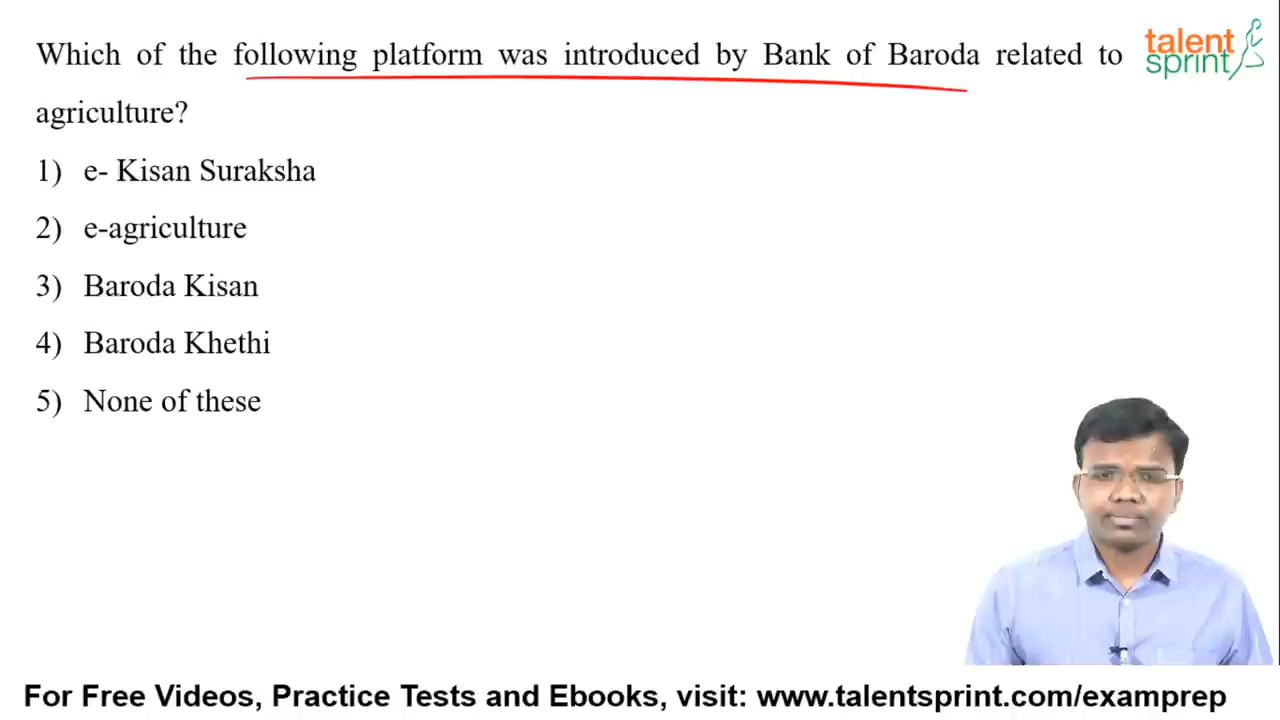 Which of the following platform was introduced by Bank of Baroda related to
agriculture?
1) e- Kisan Suraksha
2) e-agriculture
3) Baroda Kisan
4) Baroda Khethi
5) None of these
talent
sprint
For Free Videos, Practice Tests and Ebooks, visit: www.talentsprint.com/examprep